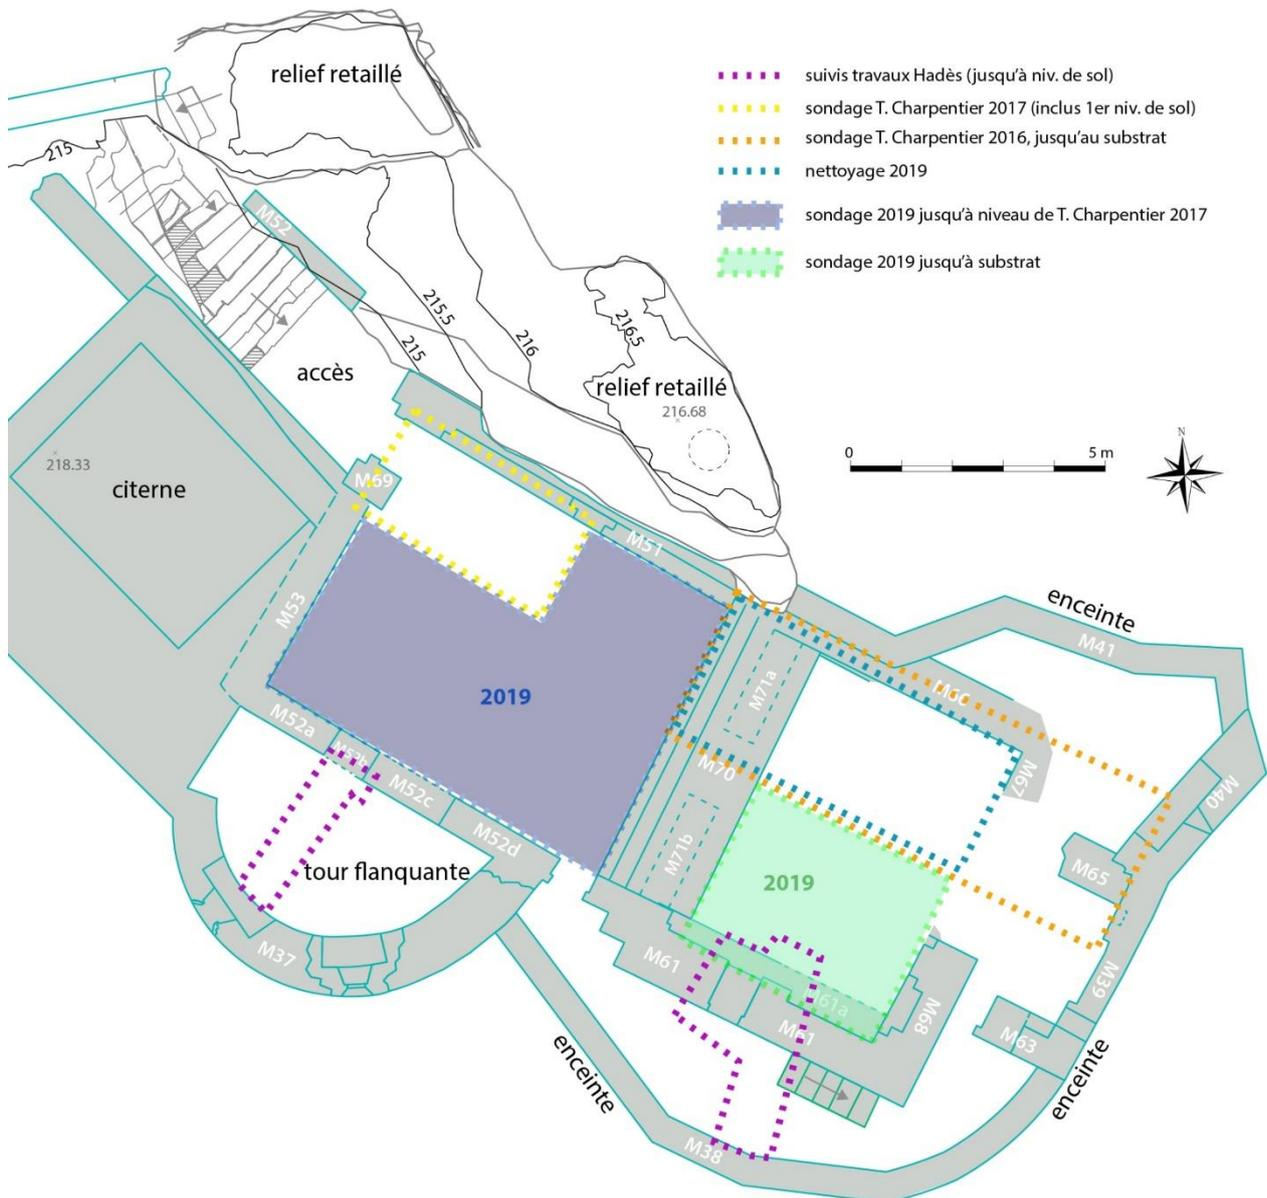 relief retaillé
suivis travaux Hadès (jusqu'à niv. de sol)
sondage T. Charpentier 2017 (inclus 1er niv. de sol)
sondage T. Charpentier 2016, jusqu'au substrat
nettoyage 2019
sondage 2019 jusqu'à niveau de T. Charpentier 2017
sondage 2019 jusqu'à substrat
215
M52
215.5
216
215
216.5
accès
relief retaillé
216.68
0
5 m
N
218.33
citerne
M69
M51
M53
enceinte
M41
M71a
2019
M52a
M70
M67
M40
M52c
M52d
M71b
M65
tour flanquante
2019
M37
M61
M61a
M68
M39
M61
M63
enceinte
enceinte
M38